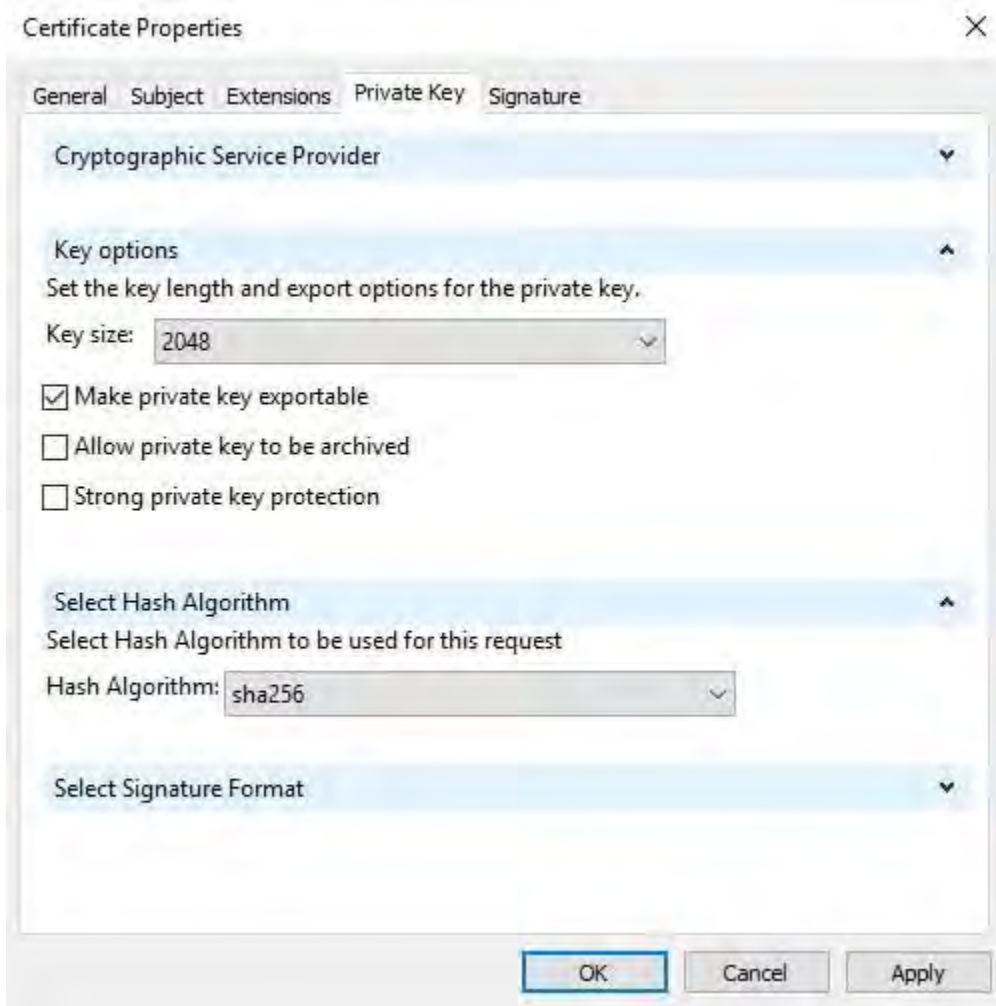 Certificate Properties
General Subject Extensions Private Key Signature
Cryptographic Service Provider
Key options
Set the key length and export options for the private key.
Key size: 2048
Make private key exportable
Allow private key to be archived
Strong private key protection
Select Hash Algorithm
Select Hash Algorithm to be used for this request
Hash Algorithm: sha256
Select Signature Format
OK Cancel Apply